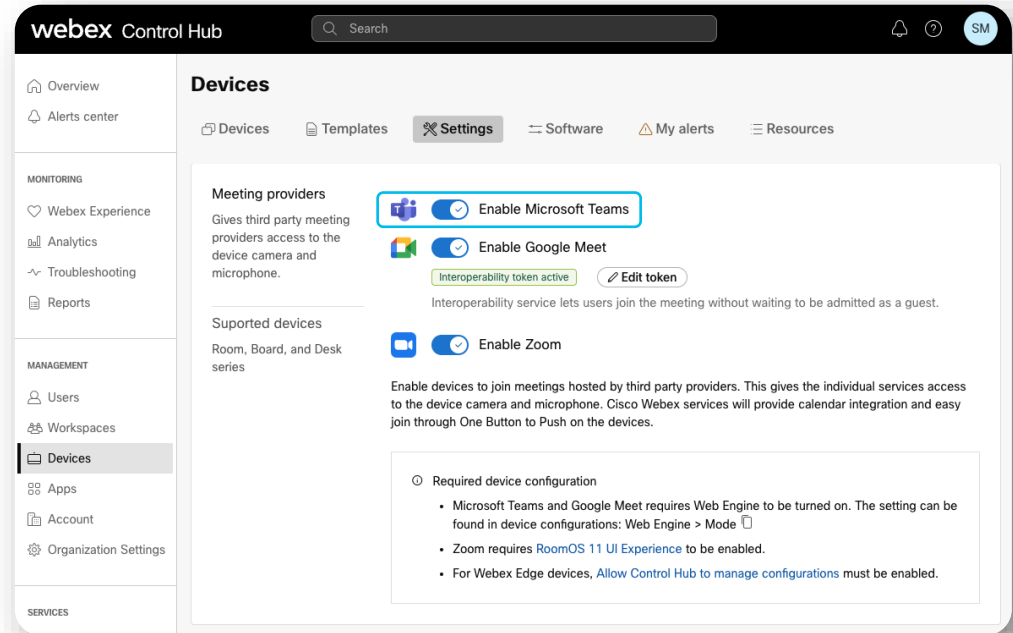 webex Control Hub
Search
SM
Overview
Alerts center
MONITORING
Webex Experience
Analytics
Troubleshooting
Reports
MANAGEMENT
Users
Workspaces
Devices
Apps
Account
Organization Settings
SERVICES
Devices
Devices Templates Settings Software My alerts Resources
Meeting providers
Gives third party meeting
providers access to the
device camera and
microphone.
Suported devices
Room, Board, and Desk
series
Enable Microsoft Teams
Enable Google Meet
Interoperability token active Edit token
Interoperability service lets users join the meeting without waiting to be admitted as a guest.
Enable Zoom
Enable devices to join meetings hosted by third party providers. This gives the individual services access
to the device camera and microphone. Cisco Webex services will provide calendar integration and easy
join through One Button to Push on the devices.
Required device configuration
• Microsoft Teams and Google Meet requires Web Engine to be turned on. The setting can be
found in device configurations: Web Engine > Mode
• Zoom requires RoomOS 11 UI Experience to be enabled.
• For Webex Edge devices, Allow Control Hub to manage configurations must be enabled.